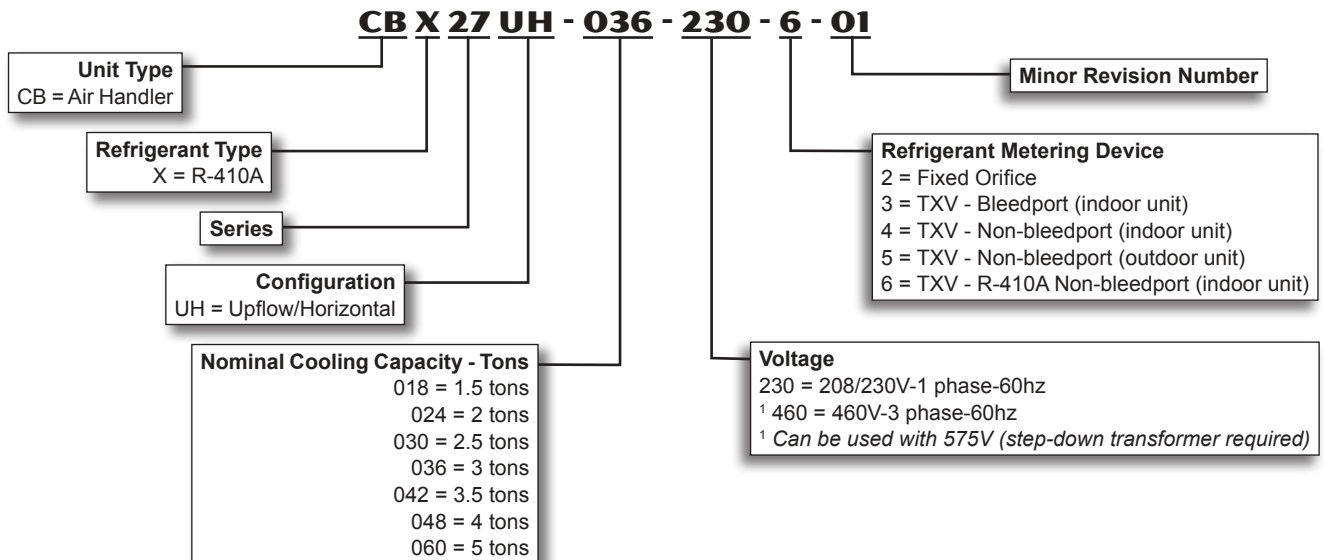 CB X 27 UH - 036 - 230 - 6 - 01
Unit Type
CB = Air Handler
Refrigerant Type
X = R-410A
Series
Configuration
UH = Upflow/Horizontal
Nominal Cooling Capacity - Tons
018 = 1.5 tons
024 = 2 tons
030 = 2.5 tons
036 = 3 tons
042 = 3.5 tons
048 = 4 tons
060 = 5 tons
Minor Revision Number
Refrigerant Metering Device
2 = Fixed Orifice
3 = TXV - Bleedport (indoor unit)
4 = TXV - Non-bleedport (indoor unit)
5 = TXV - Non-bleedport (outdoor unit)
6 = TXV - R-410A Non-bleedport (indoor unit)
Voltage
230 = 208/230V-1 phase-60hz
¹ 460 = 460V-3 phase-60hz
¹ Can be used with 575V (step-down transformer required)